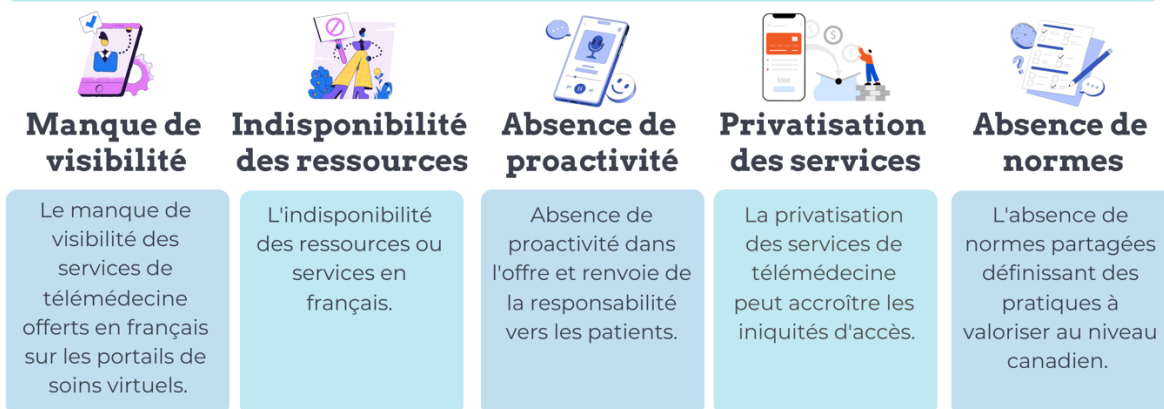 $300
Manque de
visibilité
Le manque de
visibilité des
services de
télémédecine
offerts en français
sur les portails de
soins virtuels.
Indisponibilité
des ressources
L'indisponibilité
des ressources ou
services en
français.
Absence de
proactivité
Absence de
proactivité dans
l'offre et renvoie de
la responsabilité
vers les patients.
Privatisation
des services
La privatisation
des services de
télémédecine
peut accroître les
iniquités d'accès.
Absence de
normes
L'absence de
normes partagées
définissant des
pratiques à
valoriser au niveau
canadien.